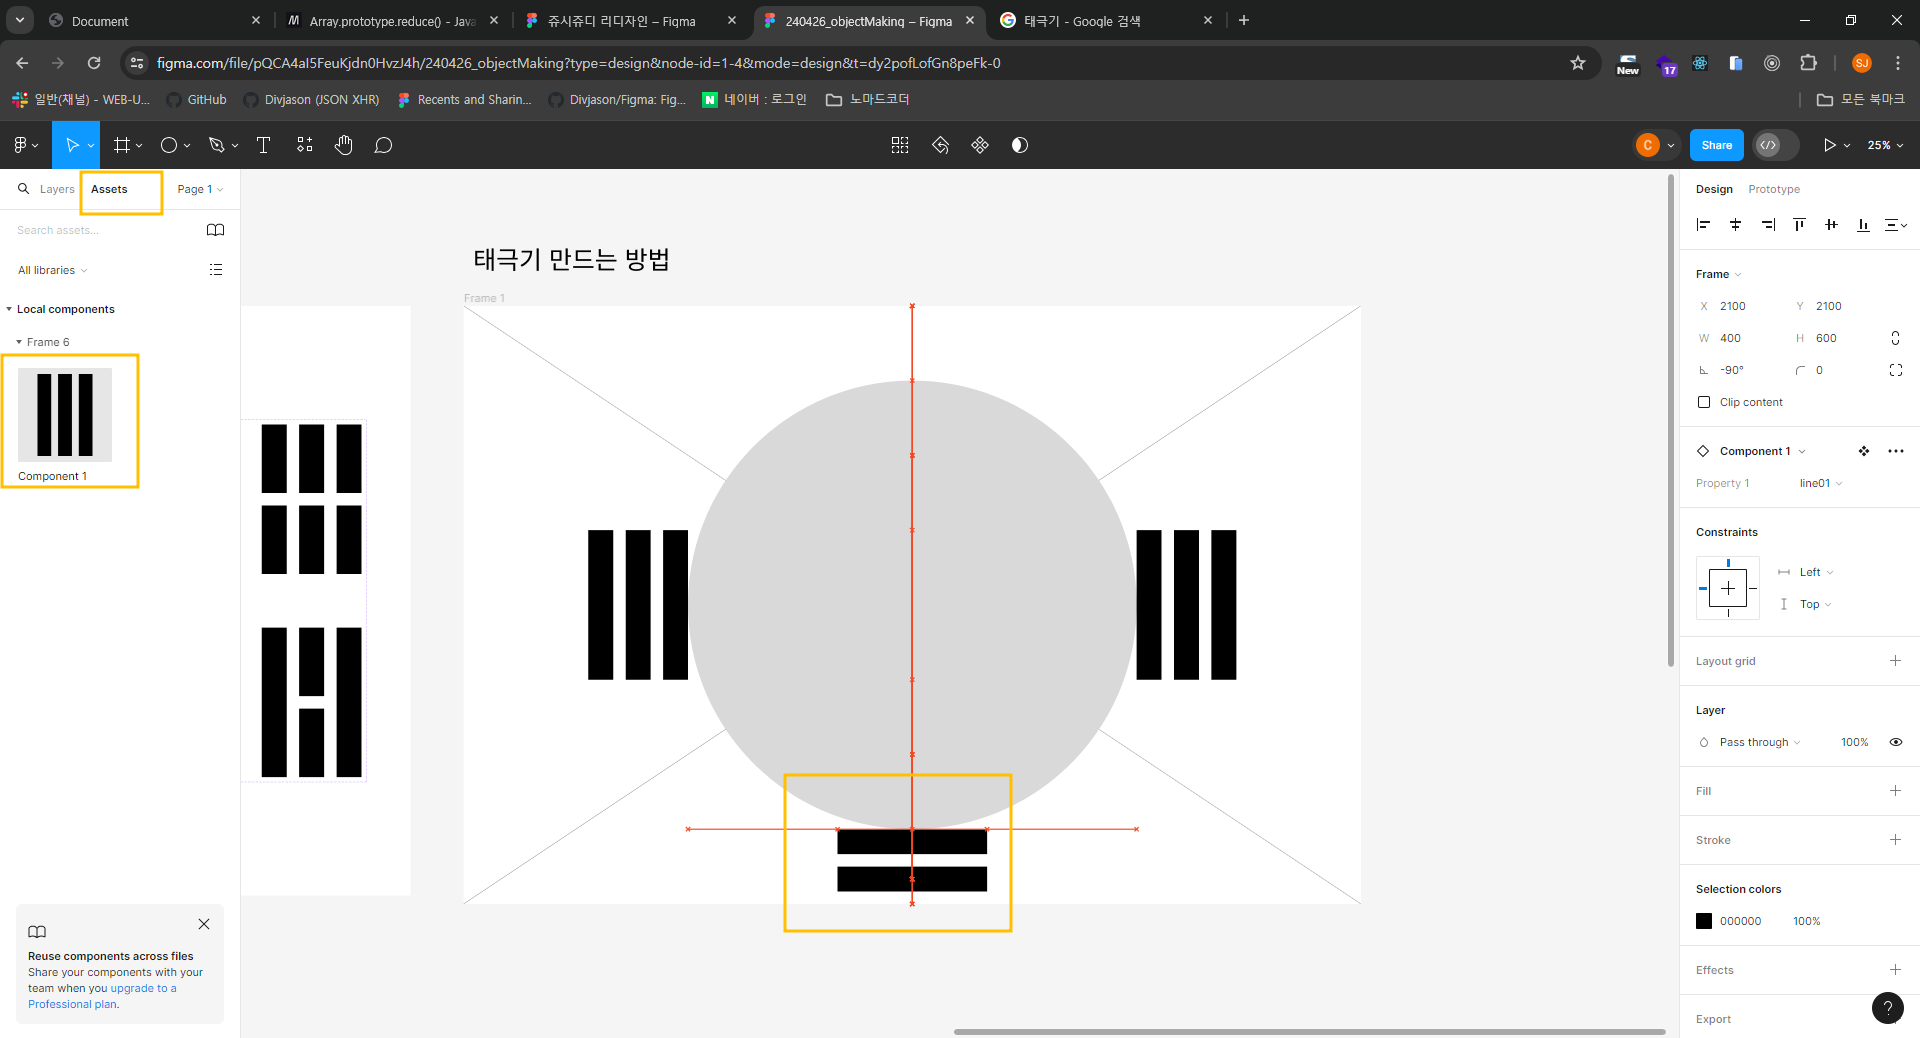 Document
Array.prototype.reduce() - Java
쥬시쥬디 리디자인 – Figma
240426_objectMaking – Figma
태극기 - Google 검색
figma.com/file/pQCA4aI5FeuKjdn0HvzJ4h/240426_objectMaking?type=design&node-id=1-4&mode=design&t=dy2pofLofGn8peFk-0
New
17
SJ
일반(채널) - WEB-U...
GitHub
Divjason (JSON XHR)
Recents and Sharin...
Divjason/Figma: Fig...
N
네이버 : 로그인
노마드코더
모든 북마크
C
Share
25%
Layers
Assets
Page 1
Search assets...
All libraries
Local components
Frame 6
Component 1
Reuse components across files
Share your components with your
team when you upgrade to a
Professional plan.
태극기 만드는 방법
Frame 1
Design
Prototype
Frame
X 2100
Y 2100
W 400
H 600
-90°
0
Clip content
Component 1
Property 1
line01
Constraints
Left
Top
Layout grid
Layer
Pass through
100%
Fill
Stroke
Selection colors
000000
100%
Effects
Export
?